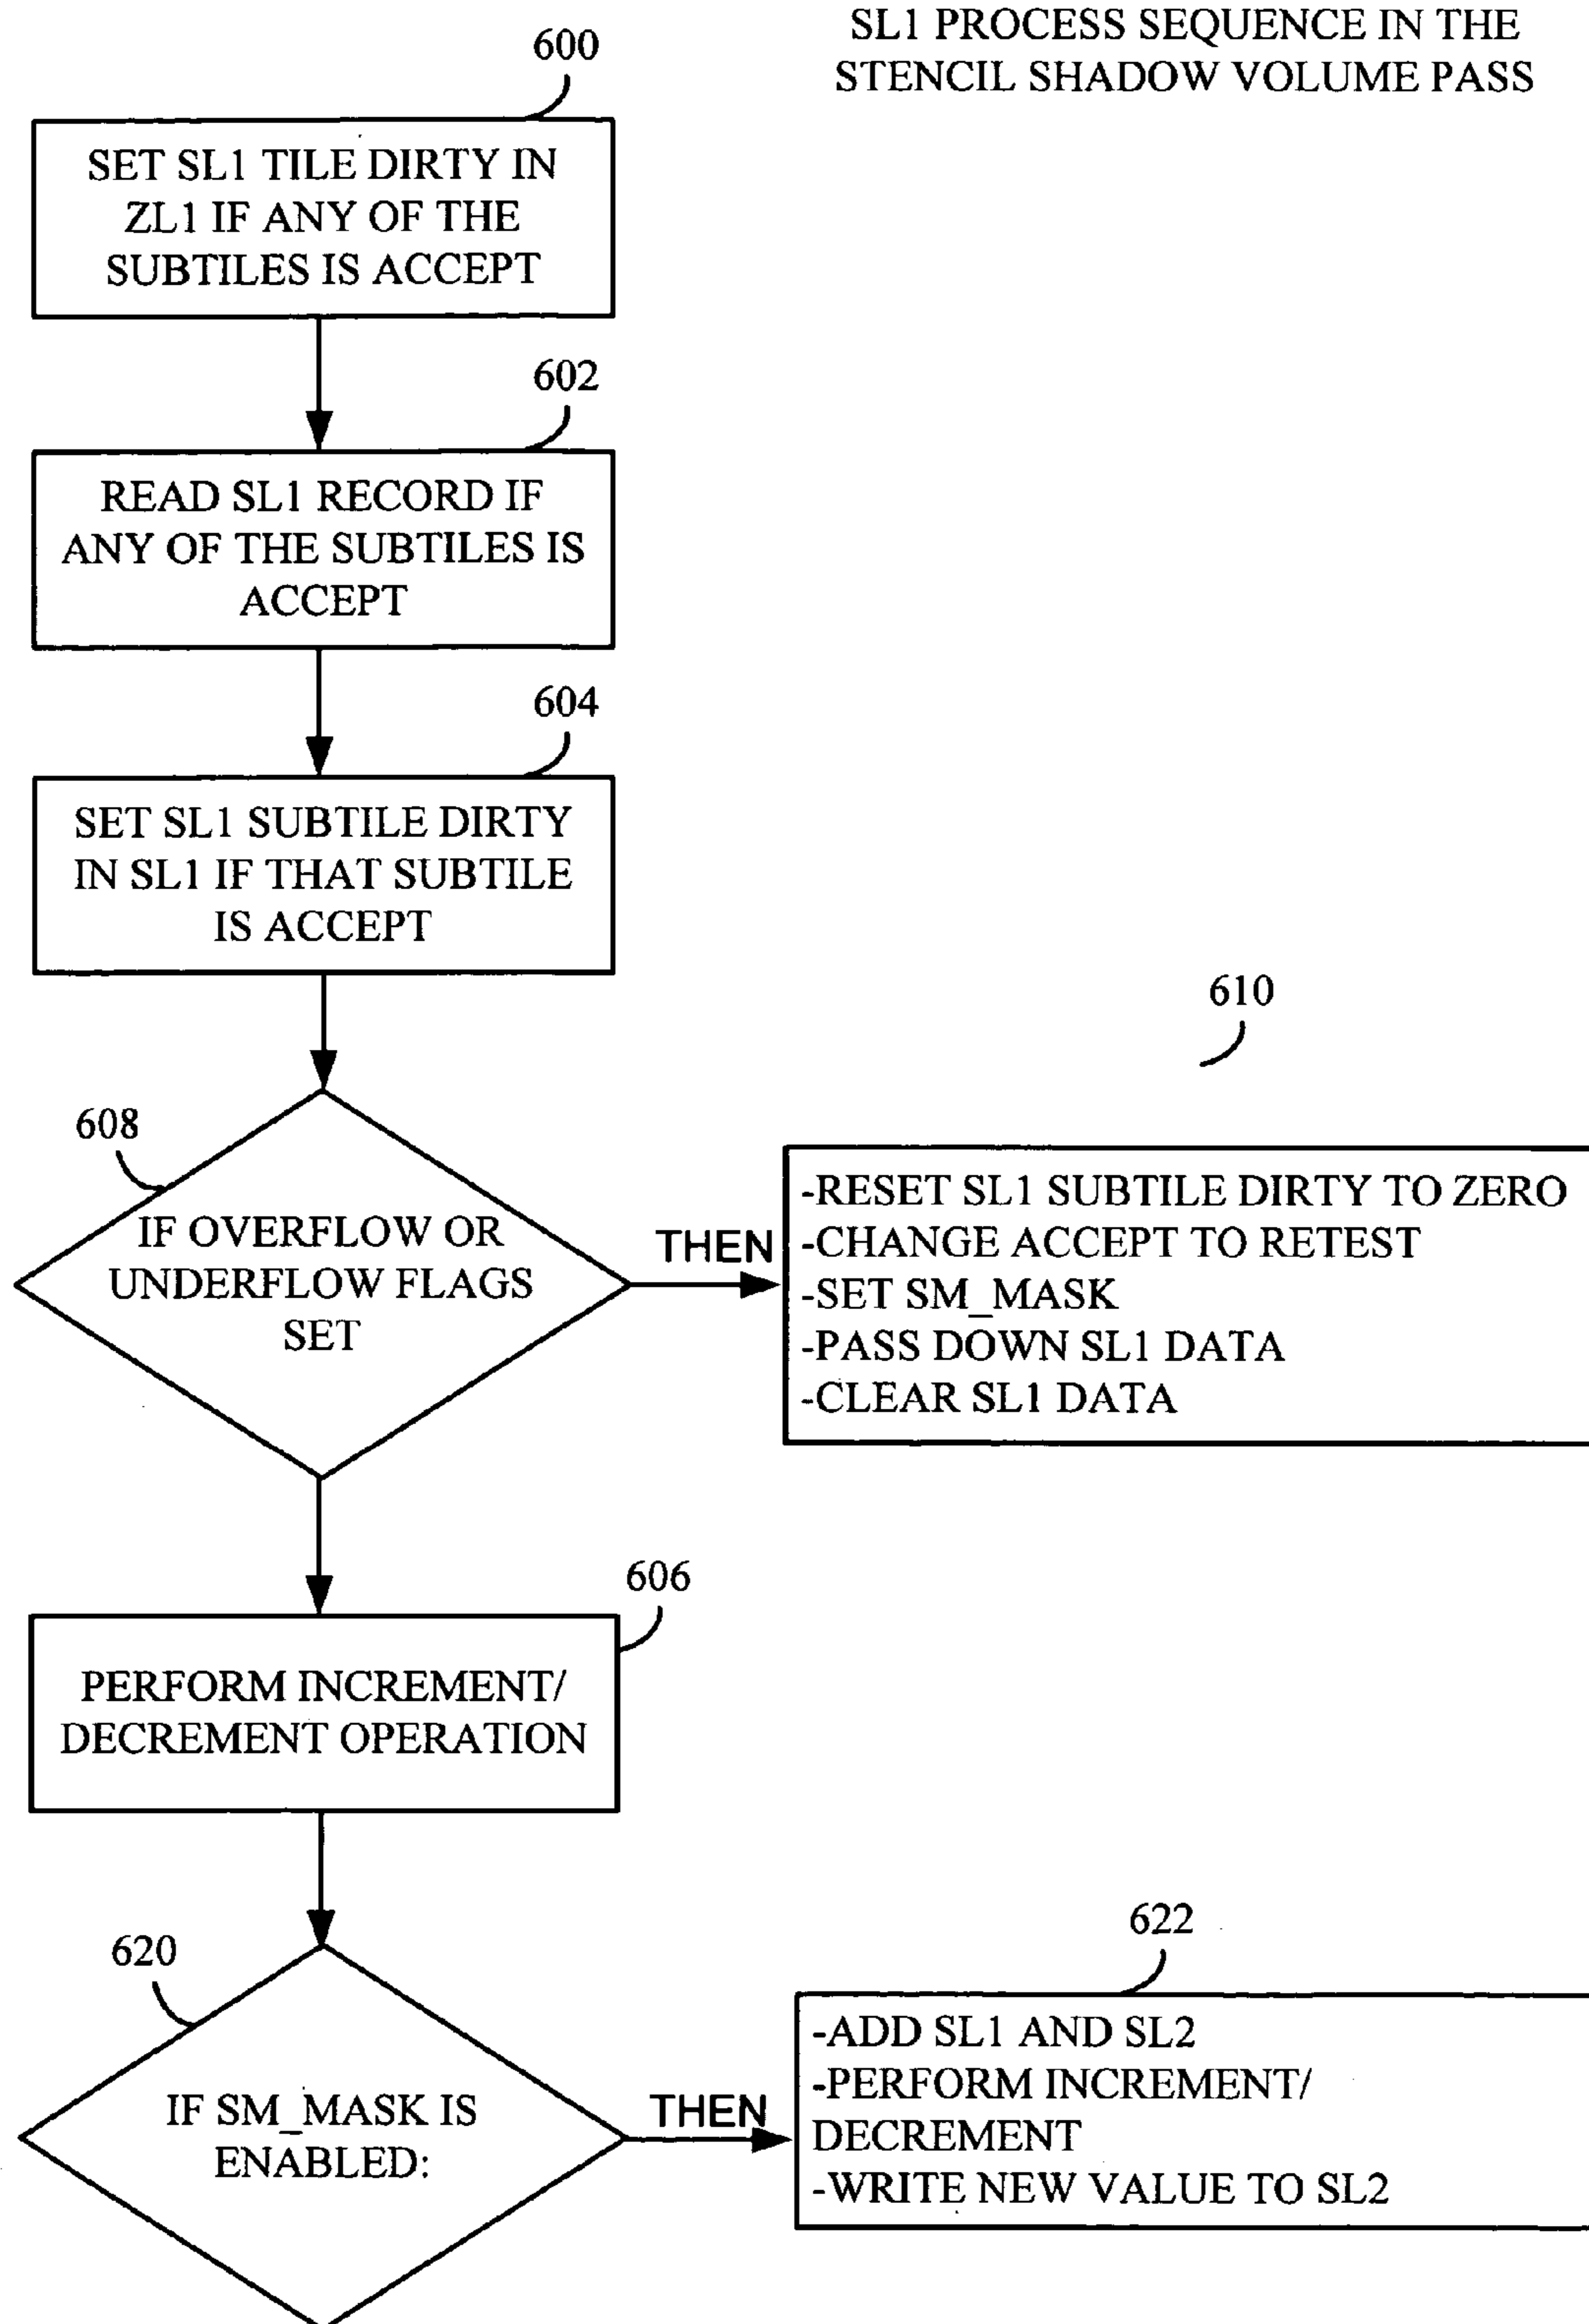 SL1 PROCESS SEQUENCE IN THE
STENCIL SHADOW VOLUME PASS
600
SET SL1 TILE DIRTY IN
ZL1 IF ANY OF THE
SUBTILES IS ACCEPT
602
READ SL1 RECORD IF
ANY OF THE SUBTILES IS
ACCEPT
604
SET SL1 SUBTILE DIRTY
IN SL1 IF THAT SUBTILE
IS ACCEPT
608
IF OVERFLOW OR
UNDERFLOW FLAGS
SET
THEN
610
-RESET SL1 SUBTILE DIRTY TO ZERO
-CHANGE ACCEPT TO RETEST
-SET SM_MASK
-PASS DOWN SL1 DATA
-CLEAR SL1 DATA
606
PERFORM INCREMENT/
DECREMENT OPERATION
620
IF SM_MASK IS
ENABLED:
THEN
622
-ADD SL1 AND SL2
-PERFORM INCREMENT/
DECREMENT
-WRITE NEW VALUE TO SL2